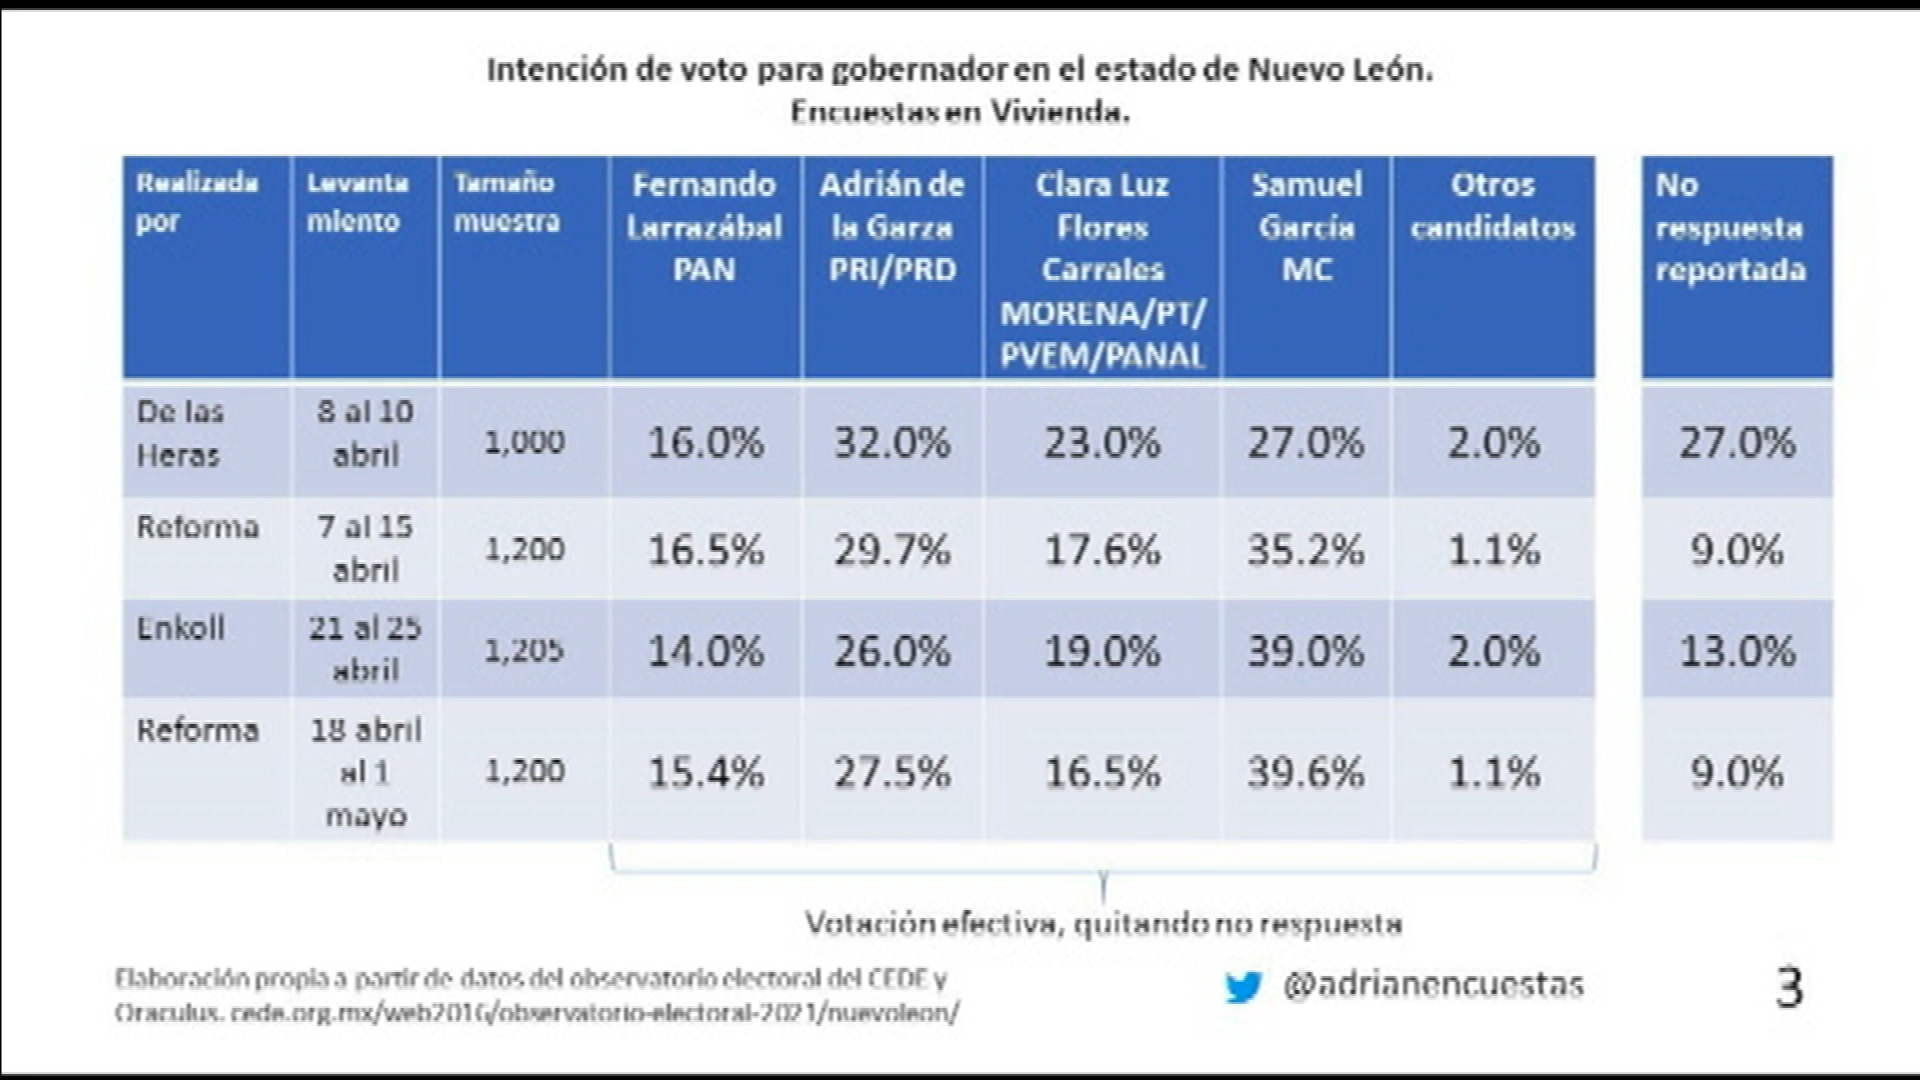 Intención de voto para gobernador en el estado de Nuevo León.
Encuestas en Vivienda.
Realizada por
Levanta miento
Tamaño muestra
Fernando Larrazábal PAN
Adrián de la Garza PRI/PRD
Clara Luz Flores Carrales MORENA/PT/ PVEM/PANAL
Samuel García MC
Otros candidatos
No respuesta reportada
De las Heras
8 al 10 abril
1,000
16.0%
32.0%
23.0%
27.0%
2.0%
27.0%
Reforma
7 al 15 abril
1,200
16.5%
29.7%
17.6%
35.2%
1.1%
9.0%
Enkoll
21 al 25 abril
1,205
14.0%
26.0%
19.0%
39.0%
2.0%
13.0%
Reforma
18 abril al 1 mayo
1,200
15.4%
27.5%
16.5%
39.6%
1.1%
9.0%
Votación efectiva, quitando no respuesta
Elaboración propia a partir de datos del observatorio electoral del CEDE y
Oraculus. cede.org.mx/web2016/observatorio-electoral-2021/nuevoleon/
@adrianencuestas
3